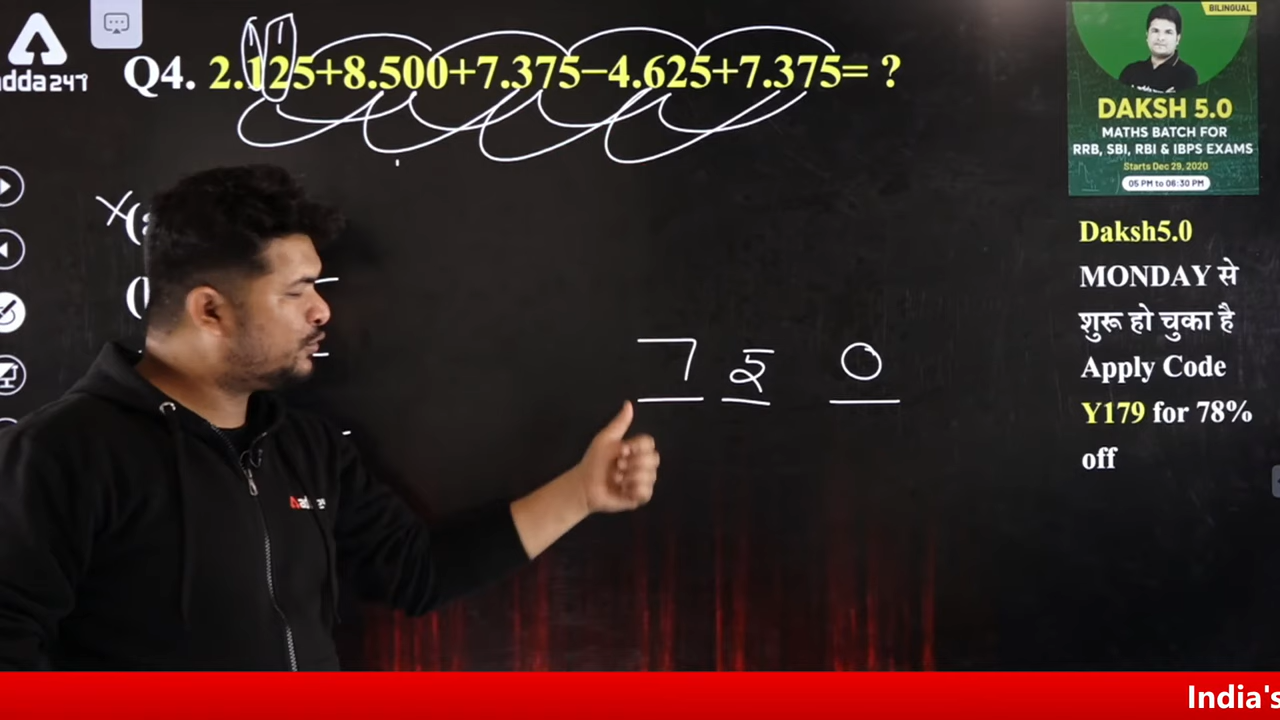 BILINGUAL
adda247
Q4. 2.125+8.500+7.375−4.625+7.375= ?
DAKSH 5.0
MATHS BATCH FOR
RRB, SBI, RBI & IBPS EXAMS
Starts Dec 29, 2020
05 PM to 06:30 PM
Daksh5.0
MONDAY से
शुरू हो चुका है
Apply Code
Y179 for 78%
off
7 5 0
India's